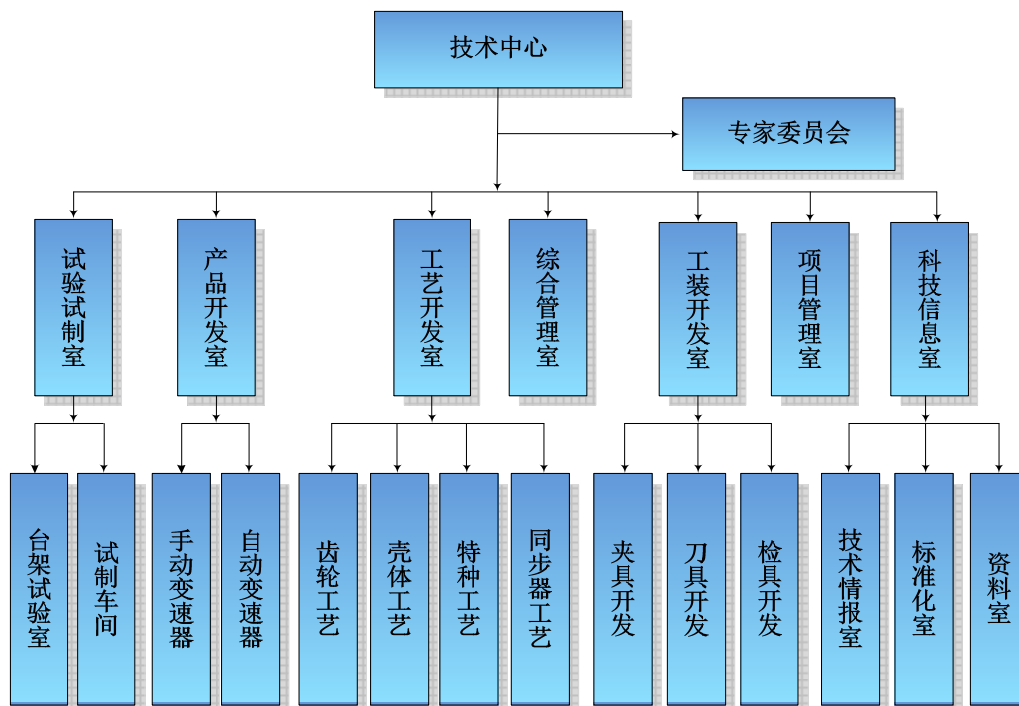 技术中心
专家委员会
试验试制室
产品开发室
工艺开发室
综合管理室
工装开发室
项目管理室
科技信息室
台架试验室
试制车间
手动变速器
自动变速器
齿轮工艺
壳体工艺
特种工艺
同步器工艺
夹具开发
刀具开发
检具开发
技术情报室
标准化室
资料室